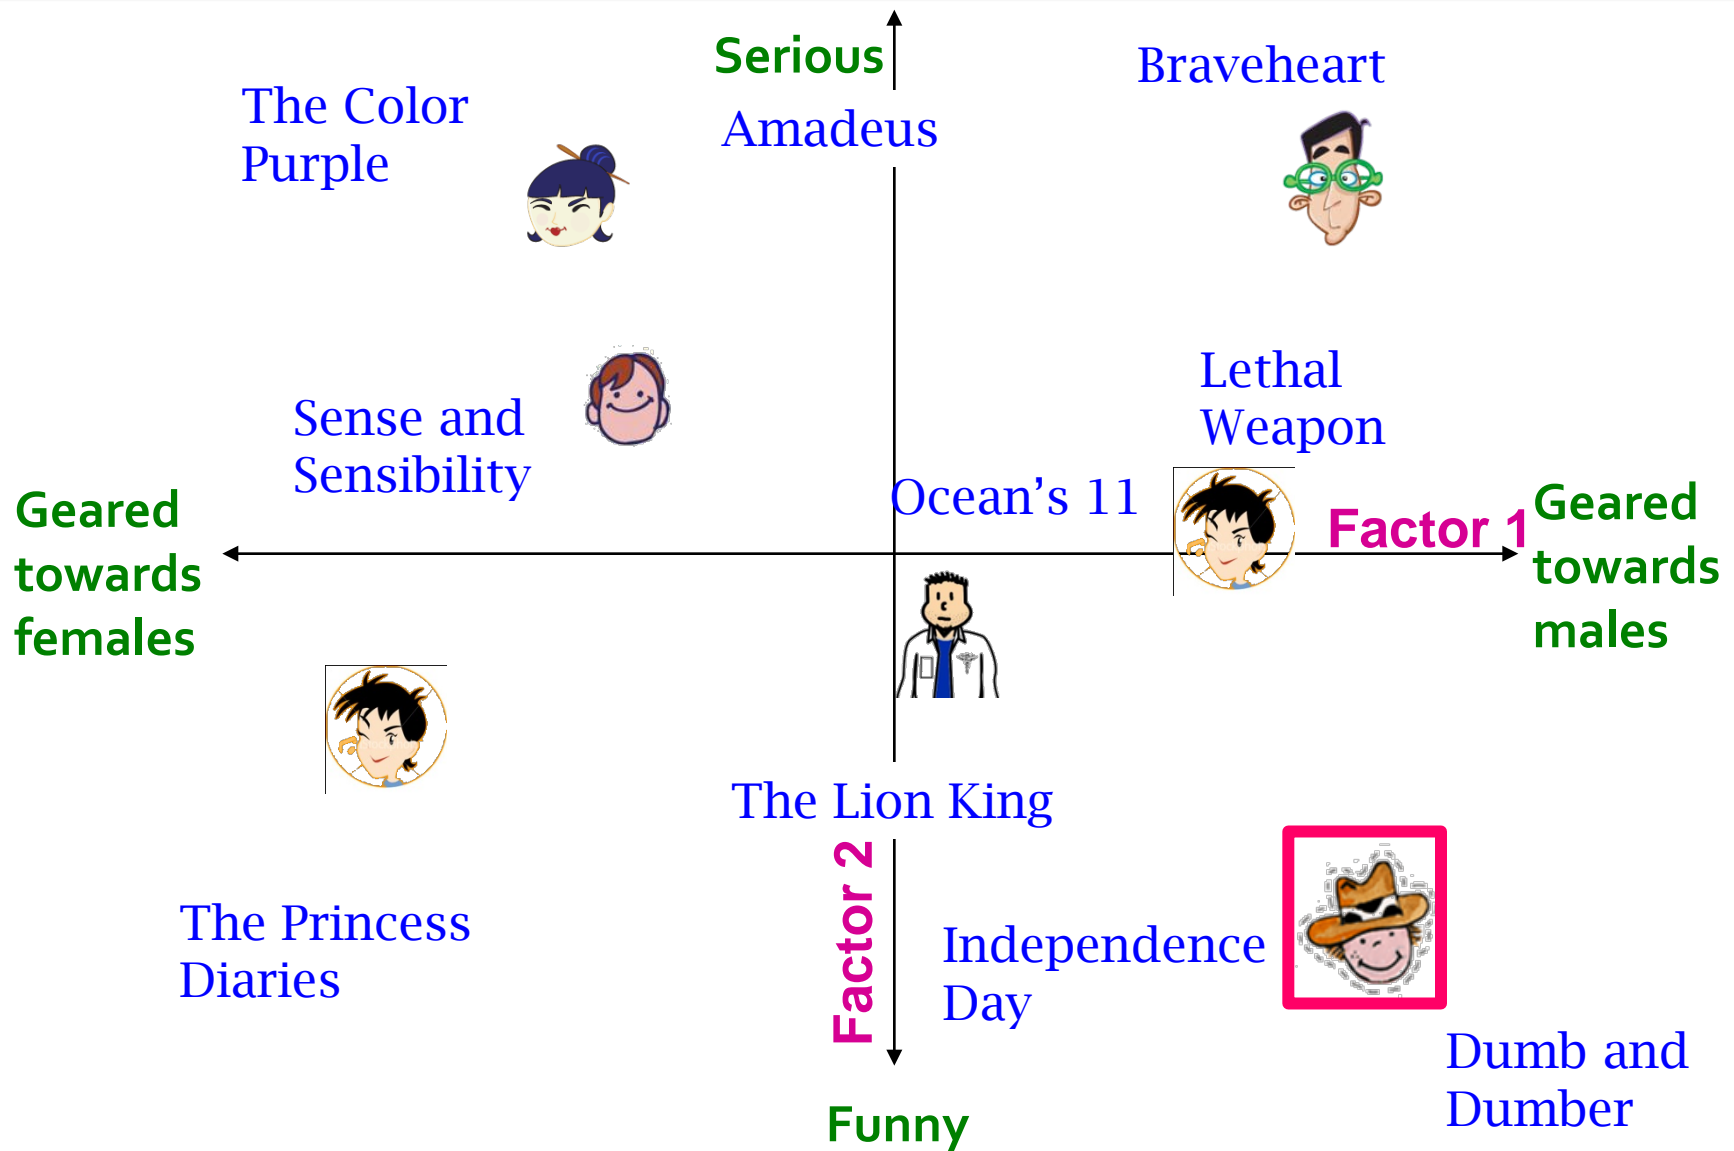 Serious
Braveheart
The Color
Purple
Amadeus
Lethal
Weapon
Sense and
Sensibility
Ocean’s 11
Geared
towards
females
Factor 1
Geared
towards
males
The Lion King
Factor 2
The Princess
Diaries
Independence
Day
Dumb and
Dumber
Funny